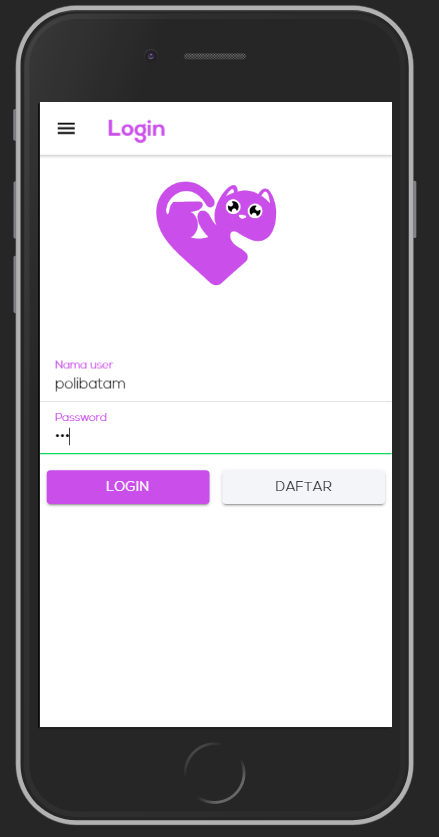 Login
Nama user
polibatam
Password
•••
LOGIN
DAFTAR